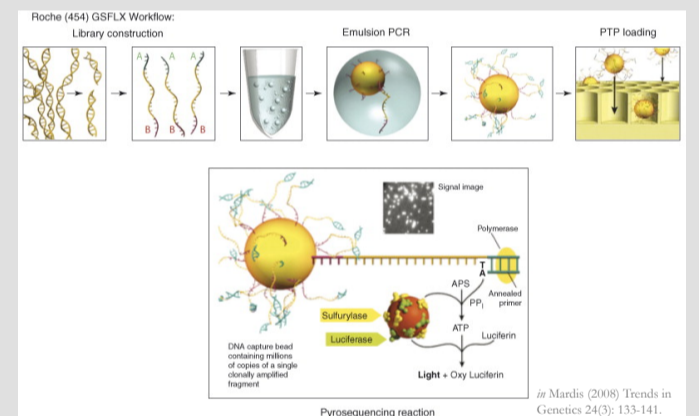 Roche (454) GSFLX Workflow:
Library construction
Emulsion PCR
PTP loading
A A A
B B B
Signal image
Polymerase
T
A
APS
Annealed
primer
PPi
Sulfurylase
ATP
Luciferin
Luciferase
DNA capture bead
containing millions
of copies of a single
clonally amplified
fragment
Light + Oxy Luciferin
in Mardis (2008) Trends in
Genetics 24(3): 133-141.
Pyrosequencing reaction